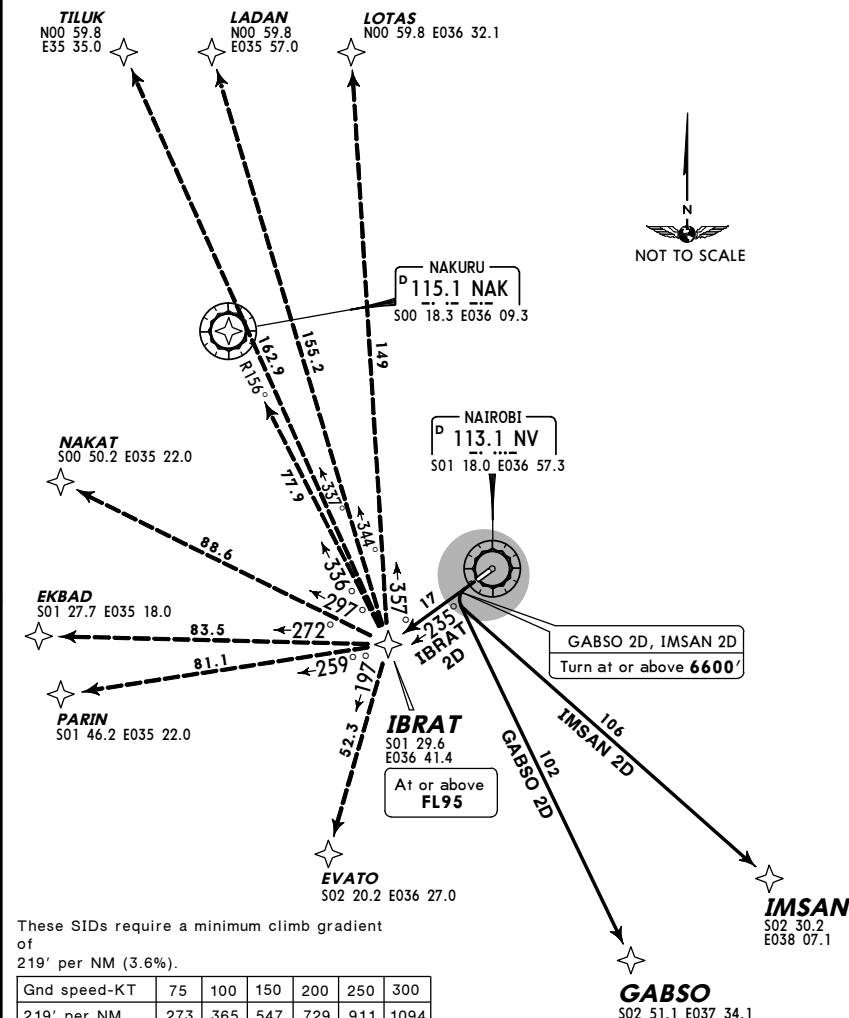 TILUK
N00 59.8
E35 35.0
LADAN
N00 59.8
E035 57.0
LOTAS
N00 59.8 E036 32.1
N
NOT TO SCALE
NAKURU
D 115.1 NAK
S00 18.3 E036 09.3
162.9
155.2
149
R156°
77.9
NAIROBI
D 113.1 NV
S01 18.0 E036 57.3
NAKAT
S00 50.2 E035 22.0
88.6
337°
344°
336°
297°
357°
17
235°
IBRAT
2D
EKBAD
S01 27.7 E035 18.0
83.5
272°
81.1
259°
197°
PARIN
S01 46.2 E035 22.0
52.3
IBRAT
S01 29.6
E036 41.4
At or above
FL95
GABSO 2D, IMSAN 2D
Turn at or above 6600'
106
IMSAN 2D
102
GABSO 2D
EVATO
S02 20.2 E036 27.0
IMSAN
S02 30.2
E038 07.1
GABSO
S02 51.1 E037 34.1
These SIDs require a minimum climb gradient
of
219' per NM (3.6%).
Gnd speed-KT 75 100 150 200 250 300
219' per NM 273 365 547 729 911 1094